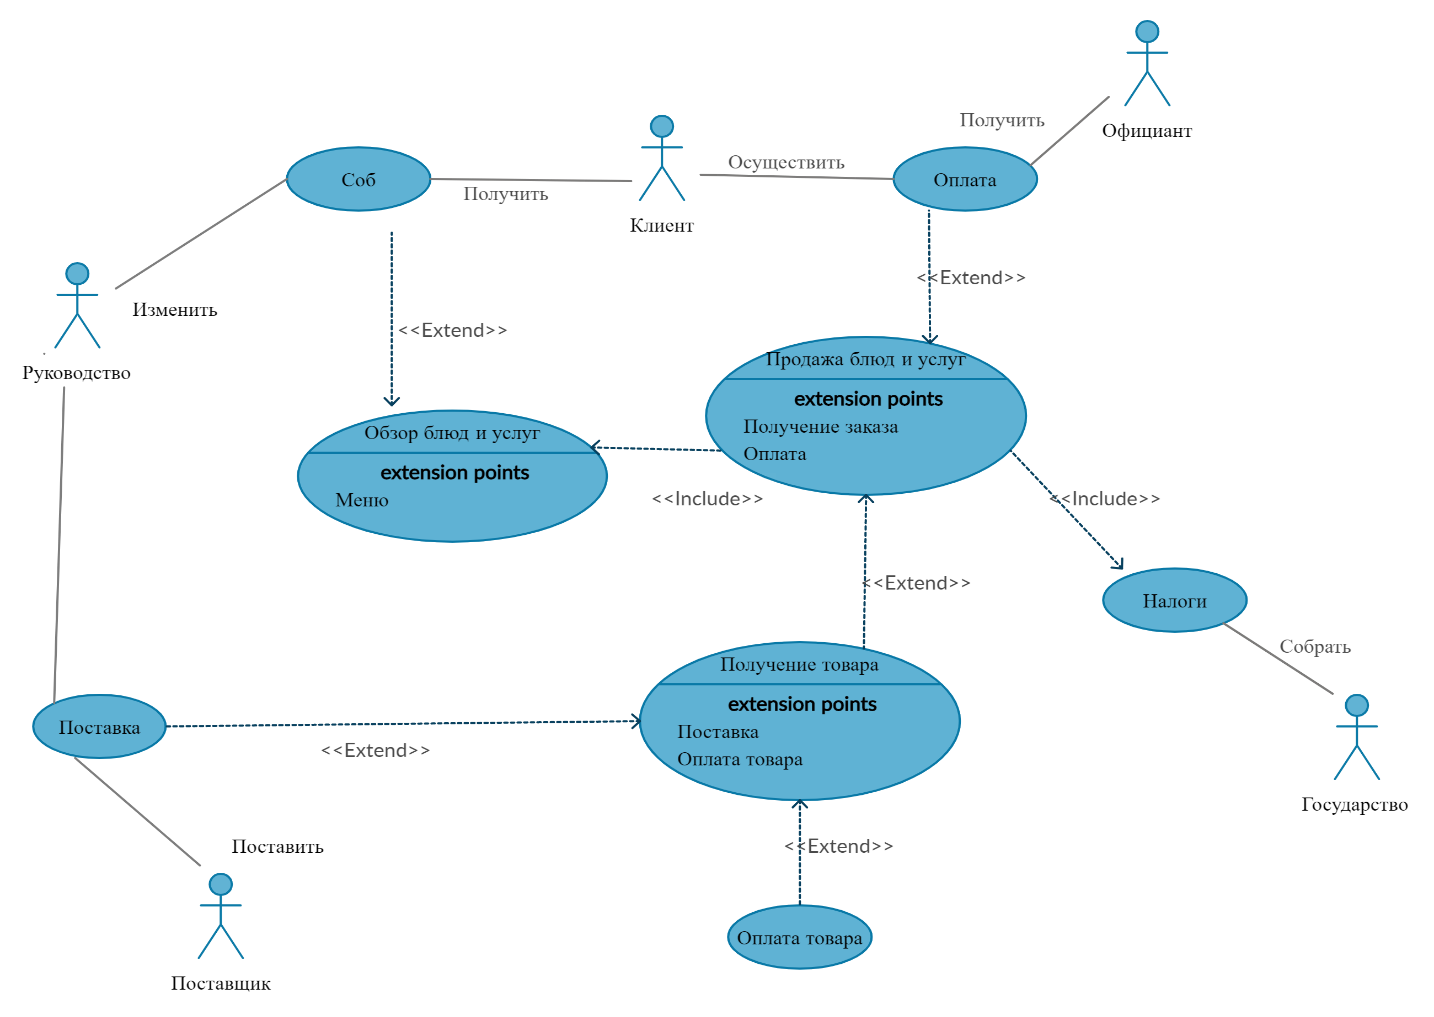 Получить
Официант
Осуществить
Соб
Получить
Клиент
Оплата
<<Extend>>
Изменить
<<Extend>>
Руководство
Продажа блюд и услуг
extension points
Получение заказа
Оплата
Обзор блюд и услуг
extension points
Меню
<<Include>>
<<Include>>
<<Extend>>
Налоги
Собрать
Получение товара
extension points
Поставка
Оплата товара
Поставка
<<Extend>>
Государство
Поставить
<<Extend>>
Оплата товара
Поставщик